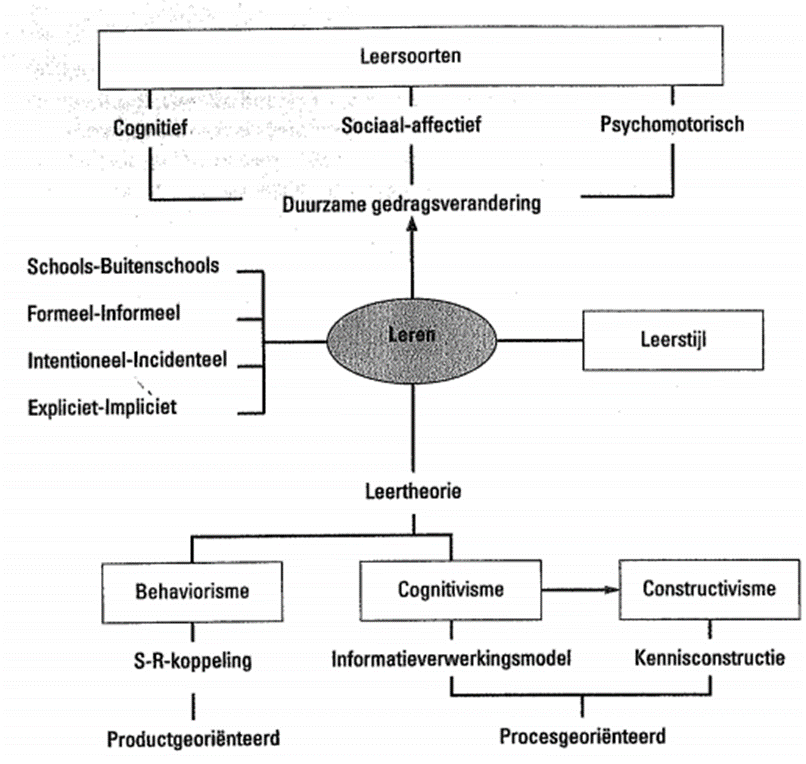 Leersoorten
Cognitief
Sociaal-affectief
Psychomotorisch
Duurzame gedragsverandering
Schools-Buitenschools
Formeel-Informeel
Intentioneel-Incidenteel
Expliciet-Impliciet
Leren
Leerstijl
Leertheorie
Behaviorisme
Cognitivisme
Constructivisme
S-R-koppeling
Informatieverwerkingsmodel
Kennisconstructie
Productgeoriënteerd
Procesgeoriënteerd